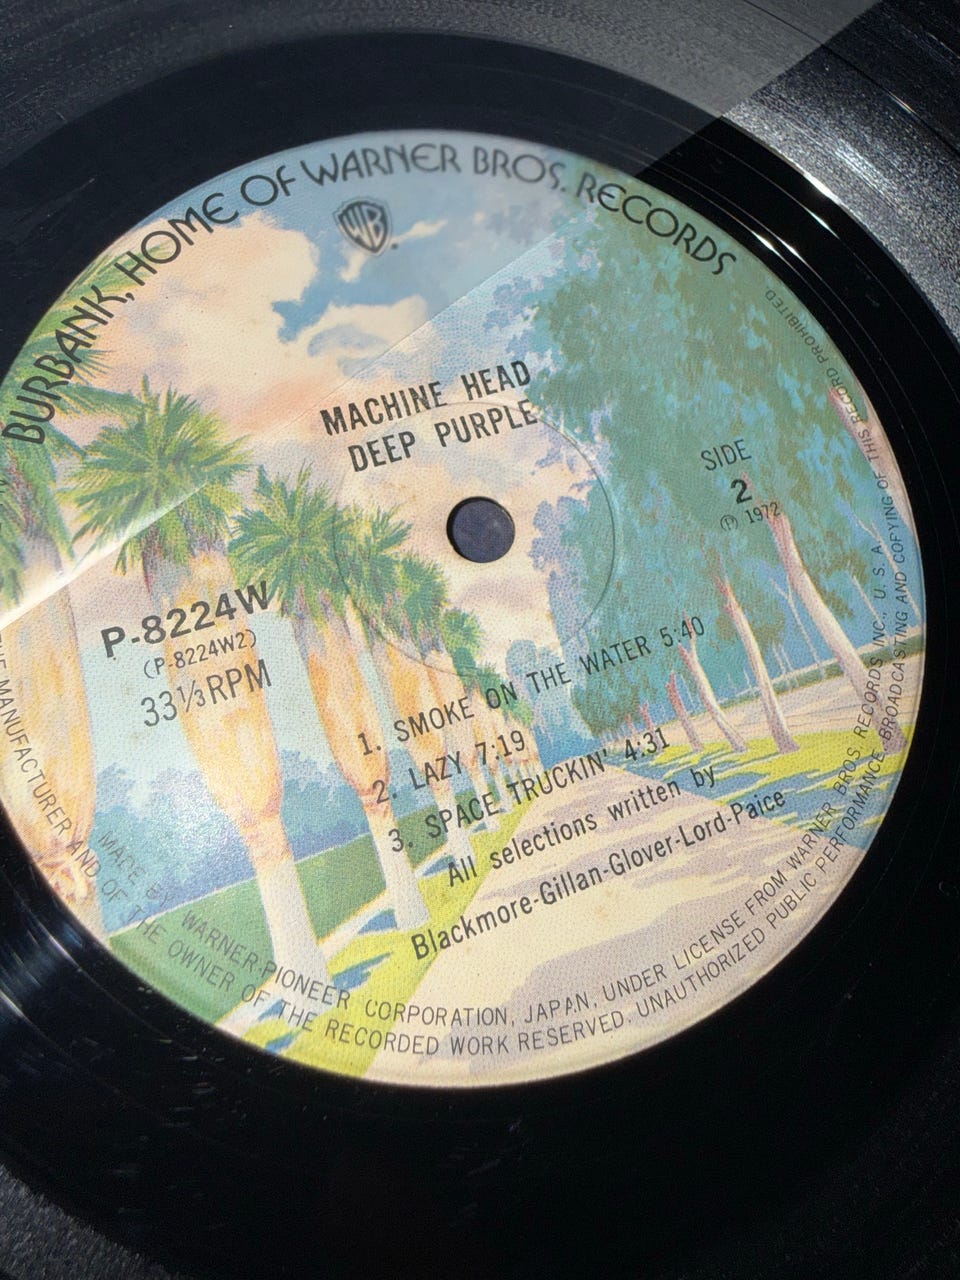 BURBANK, HOME OF WARNER BROS. RECORDS
WB
MACHINE HEAD
DEEP PURPLE
SIDE
2
Ⓟ 1972
P-8224W
(P-8224W2)
33⅓ RPM
1. SMOKE ON THE WATER 5:40
2. LAZY 7:19
3. SPACE TRUCKIN' 4:31
All selections written by
Blackmore-Gillan-Glover-Lord-Paice
MADE BY WARNER-PIONEER CORPORATION, JAPAN, UNDER LICENSE FROM WARNER BROS. RECORDS INC., U. S. A.
MANUFACTURER AND OF THE OWNER OF THE RECORDED WORK RESERVED. UNAUTHORIZED PUBLIC PERFORMANCE BROADCASTING AND COPYING OF THIS RECORD PROHIBITED